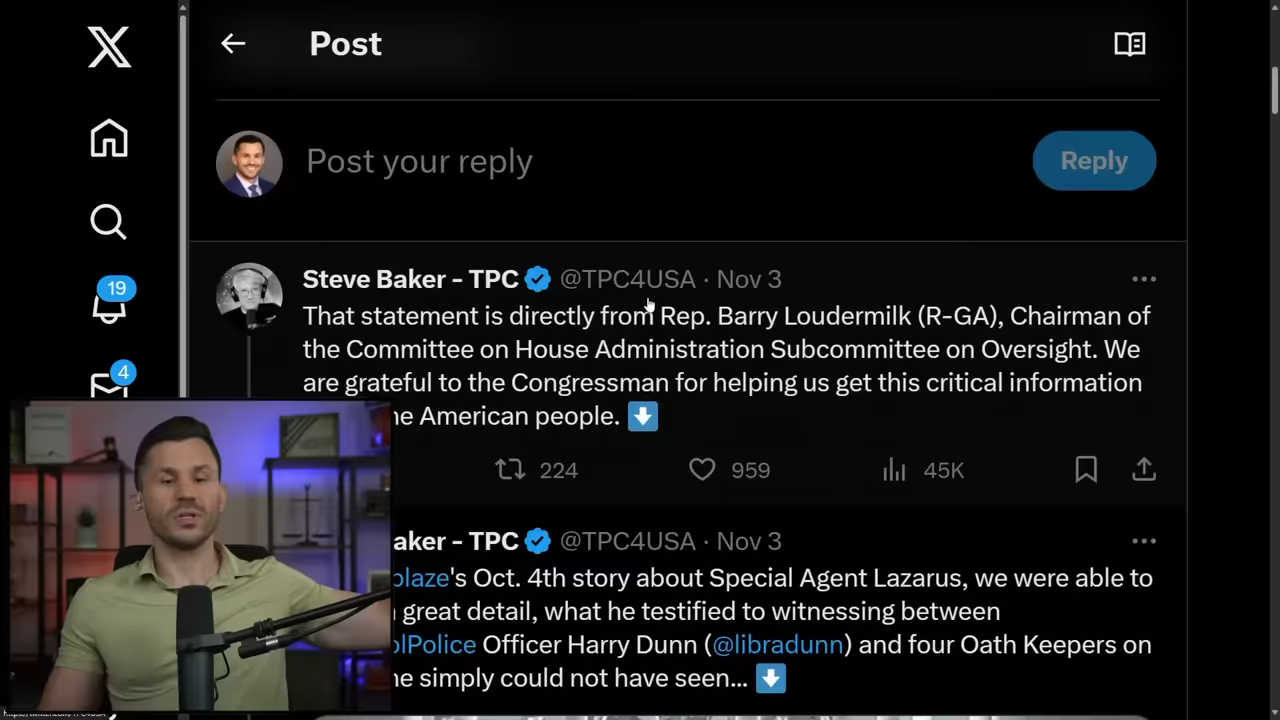 Post
Post your reply
Reply
19
Steve Baker - TPC @TPC4USA · Nov 3
That statement is directly from Rep. Barry Loudermilk (R-GA), Chairman of
the Committee on House Administration Subcommittee on Oversight. We
are grateful to the Congressman for helping us get this critical information
American people.
4
224 959 45K
aker - TPC @TPC4USA · Nov 3
blaze's Oct. 4th story about Special Agent Lazarus, we were able to
great detail, what he testified to witnessing between
olPolice Officer Harry Dunn (@libradunn) and four Oath Keepers on
simply could not have seen...